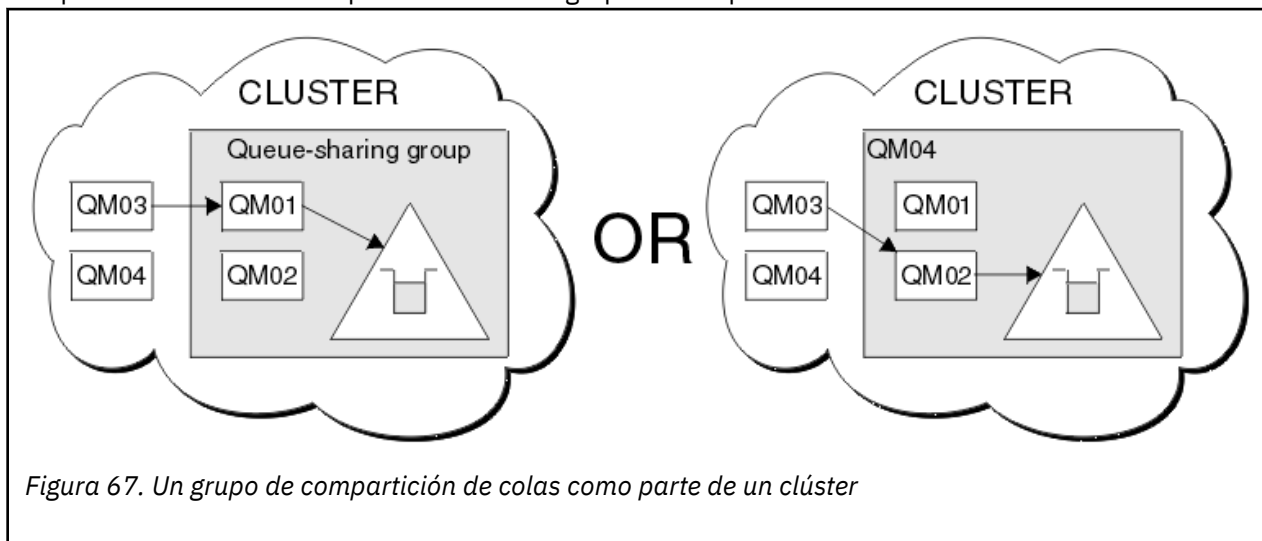 CLUSTER
Queue-sharing group
QM03
QM01
QM04
QM02
OR
CLUSTER
QM04
QM03
QM01
QM04
QM02
Figura 67. Un grupo de compartición de colas como parte de un clúster